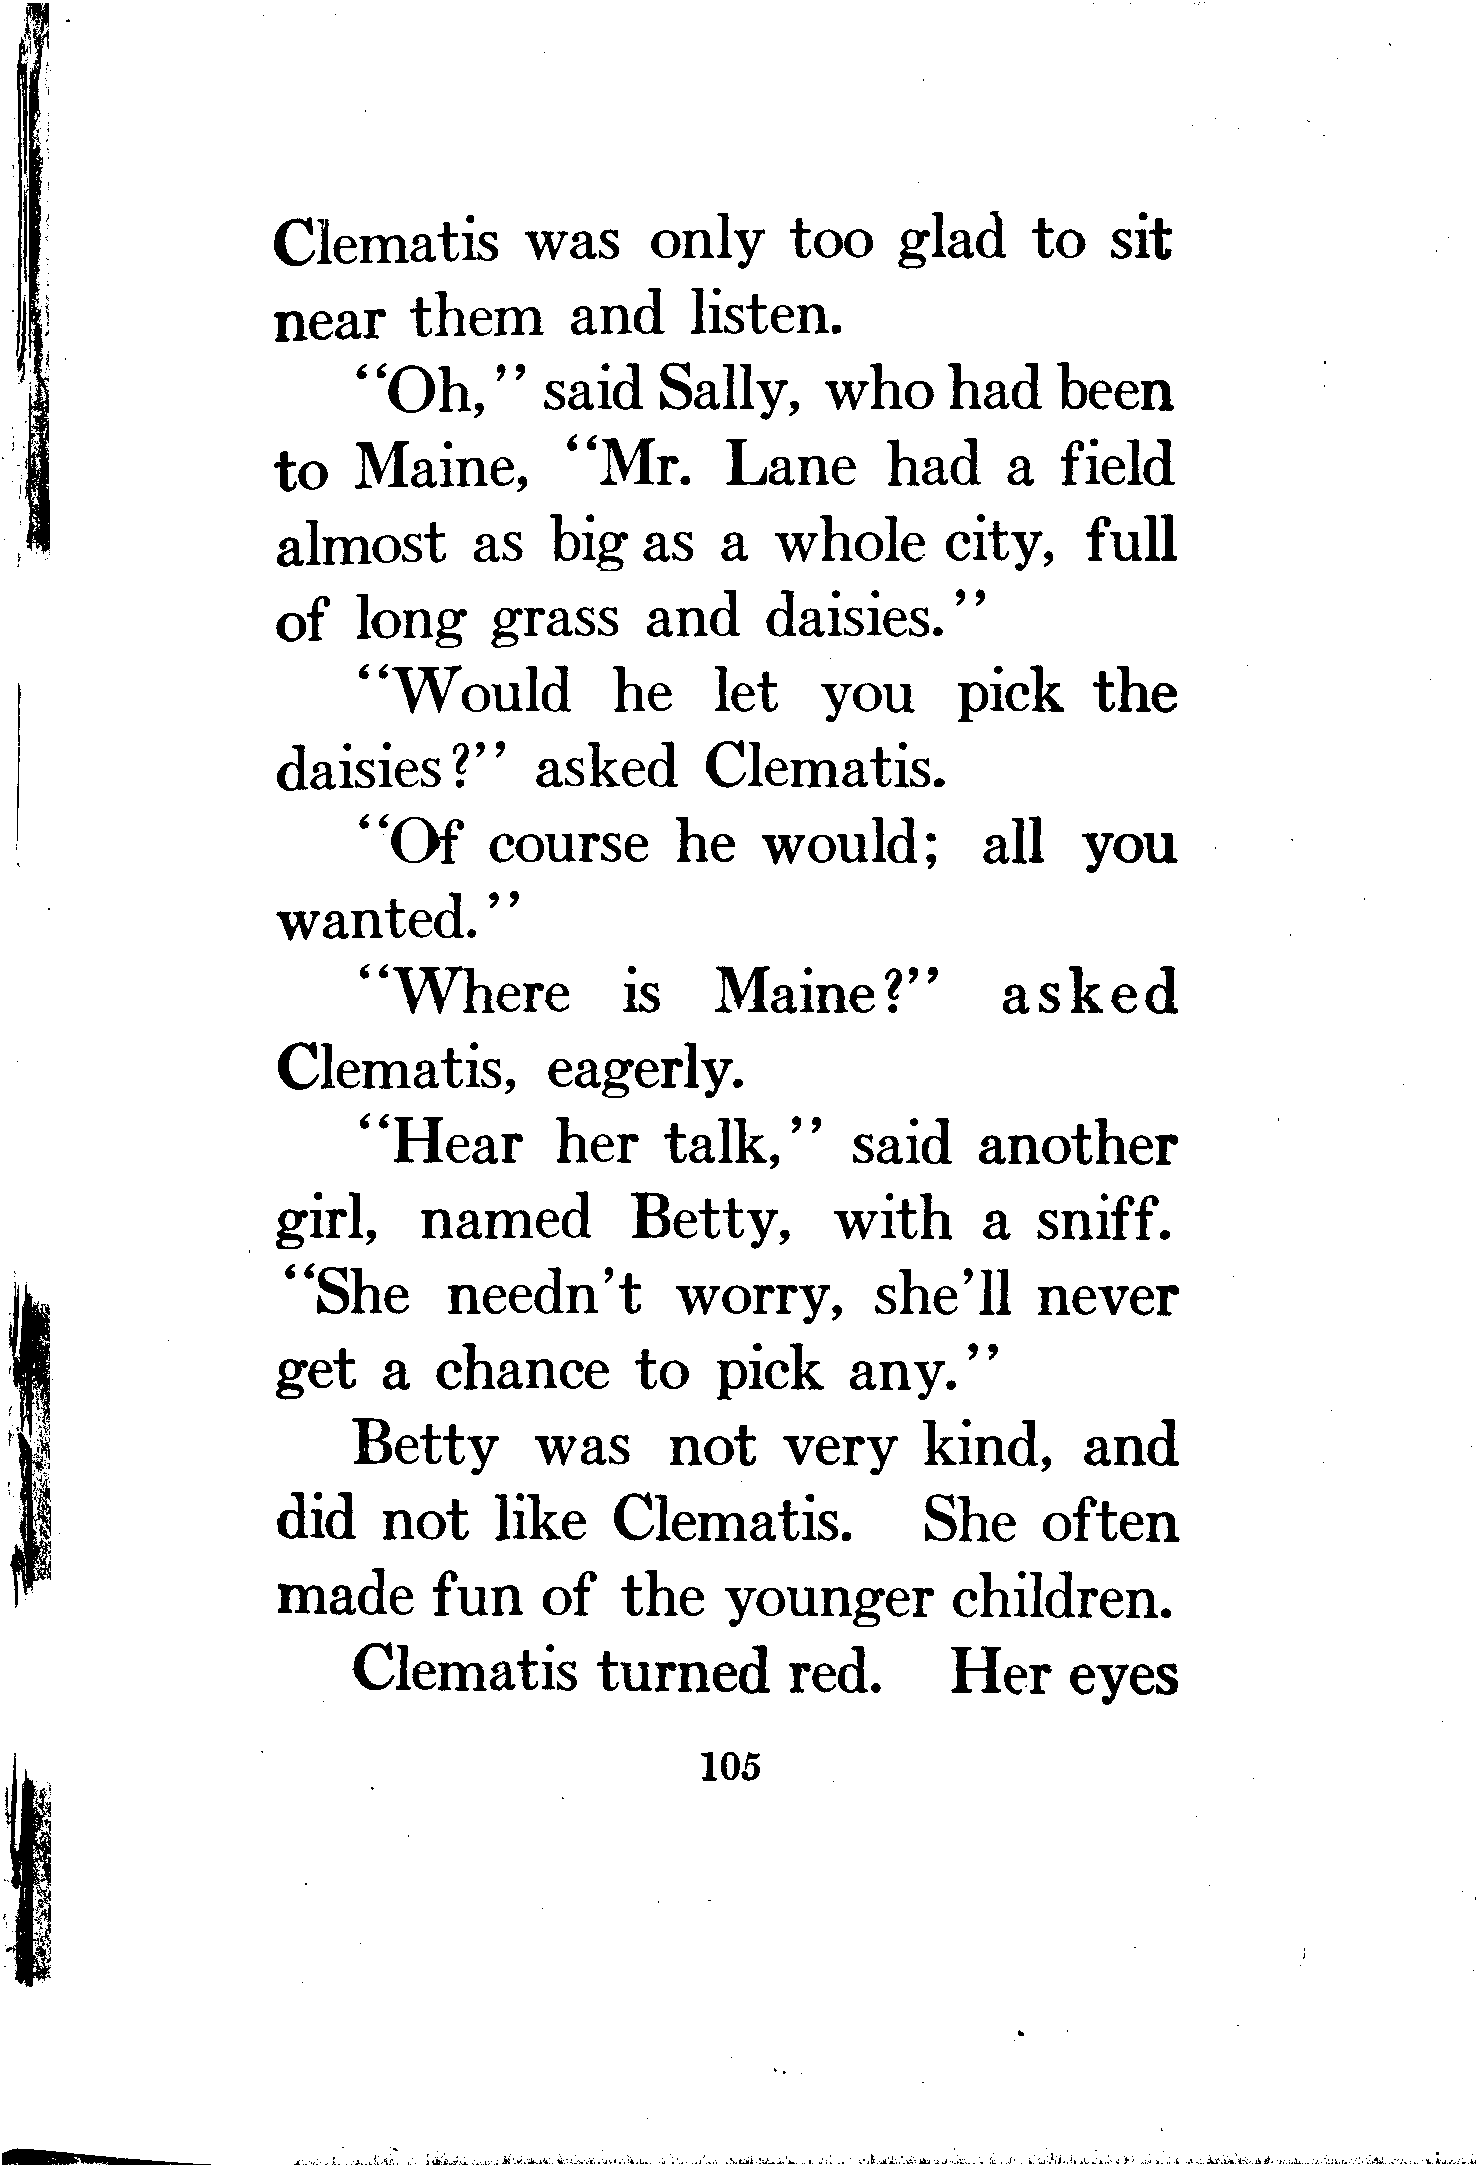 Clematis was only too glad to sit
near them and listen.
"Oh," said Sally, who had been
to Maine, "Mr. Lane had a field
almost as big as a whole city, full
of long grass and daisies."
"Would he let you pick the
daisies?" asked Clematis.
"Of course he would; all you
wanted."
"Where is Maine?" asked
Clematis, eagerly.
"Hear her talk," said another
girl, named Betty, with a sniff.
"She needn't worry, she'll never
get a chance to pick any."
Betty was not very kind, and
did not like Clematis. She often
made fun of the younger children.
Clematis turned red. Her eyes
105